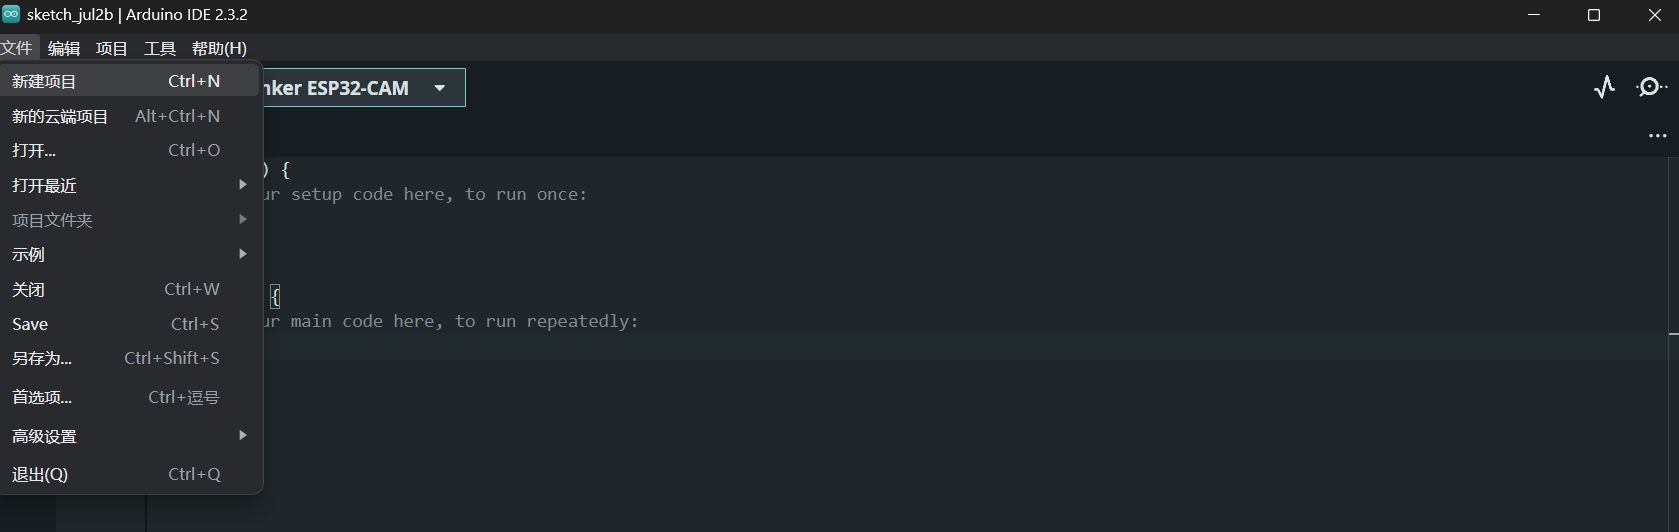 sketch_jul2b | Arduino IDE 2.3.2
文件 编辑 项目 工具 帮助(H)
新建项目 Ctrl+N
ESP32-CAM
新的云端项目 Alt+Ctrl+N
打开... Ctrl+O
) {
打开最近
setup code here, to run once:
项目文件夹
示例
关闭 Ctrl+W
{
Save Ctrl+S
main code here, to run repeatedly:
另存为... Ctrl+Shift+S
首选项... Ctrl+逗号
高级设置
退出(Q) Ctrl+Q